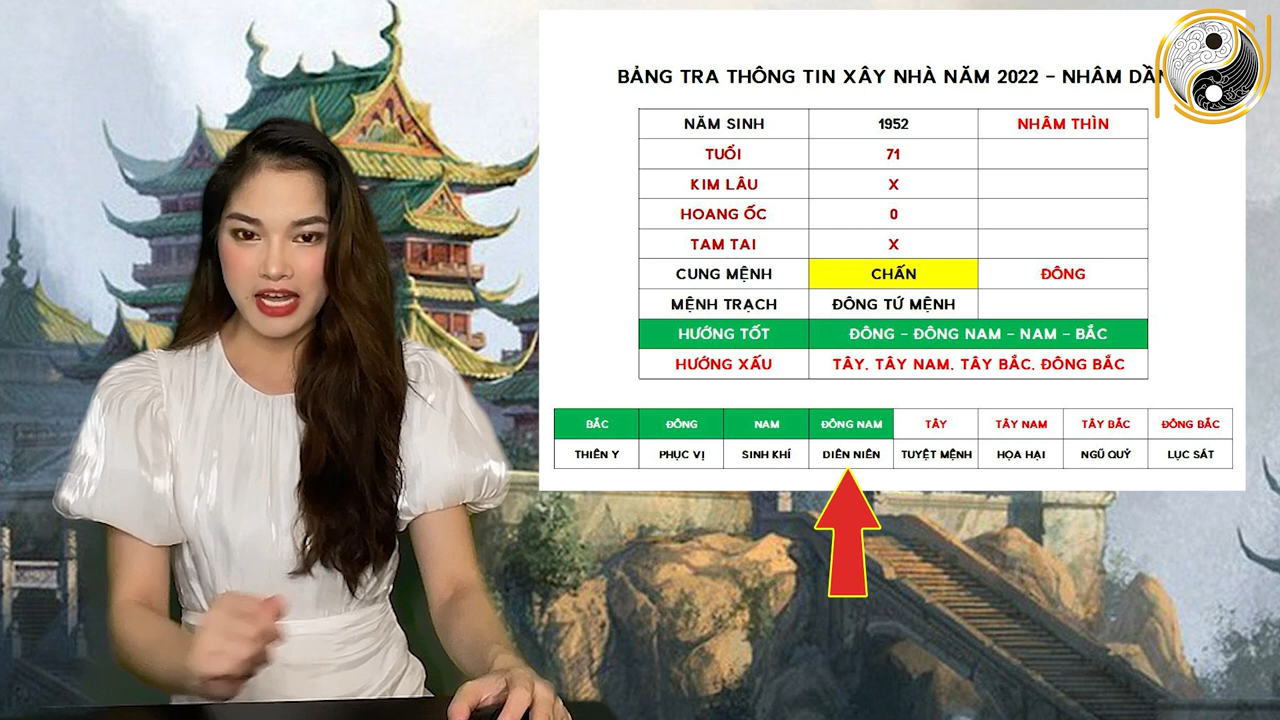 BẢNG TRA THÔNG TIN XÂY NHÀ NĂM 2022 – NHÂM DẦN
NĂM SINH 1952 NHÂM THÌN
TUỔI 71
KIM LÂU X
HOANG ỐC 0
TAM TAI X
CUNG MỆNH CHẤN ĐÔNG
MỆNH TRẠCH ĐÔNG TỨ MỆNH
HƯỚNG TỐT ĐÔNG – ĐÔNG NAM – NAM – BẮC
HƯỚNG XẤU TÂY, TÂY NAM, TÂY BẮC, ĐÔNG BẮC
BẮC ĐÔNG NAM ĐÔNG NAM TÂY TÂY NAM TÂY BẮC ĐÔNG BẮC
THIÊN Y PHỤC VỊ SINH KHÍ DIÊN NIÊN TUYỆT MỆNH HỌA HẠI NGŨ QUỶ LỤC SÁT